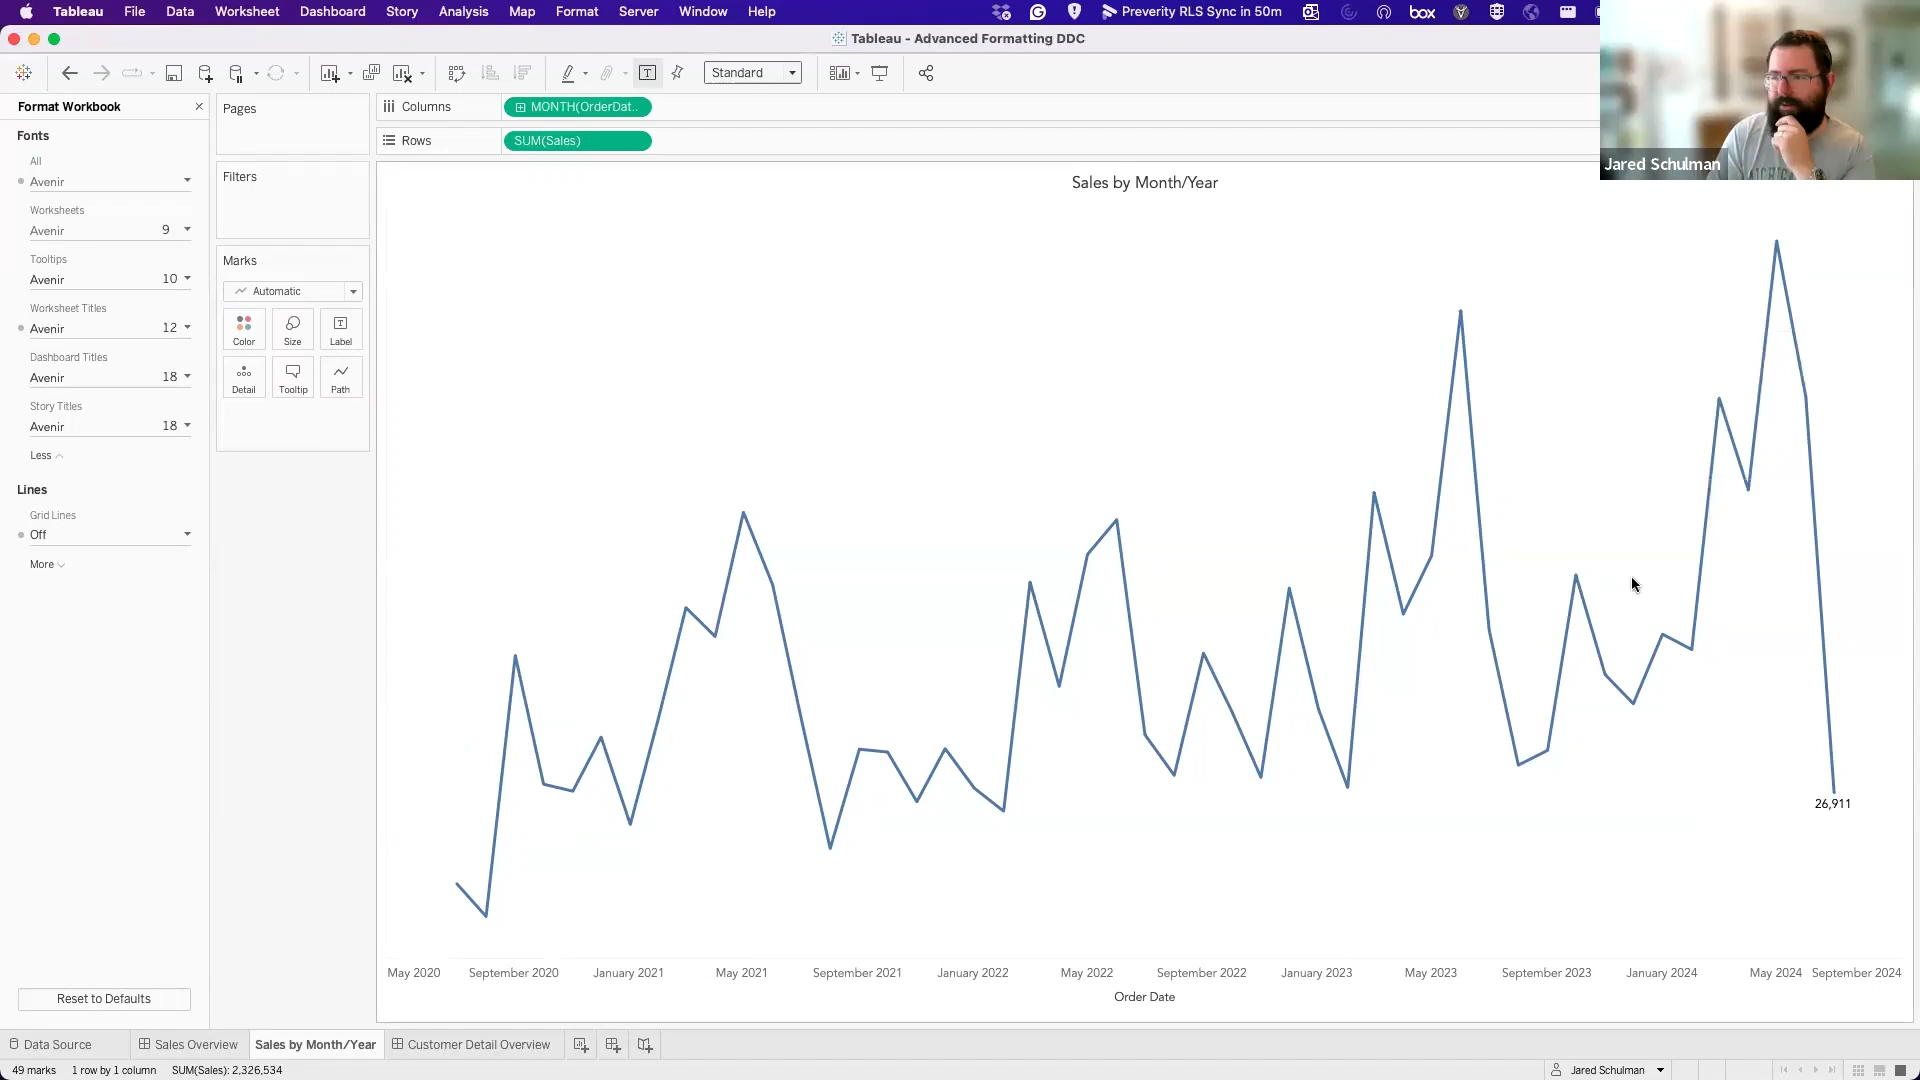 Tableau File Data Worksheet Dashboard Story Analysis Map Format Server Window Help
Preverity RLS Sync in 50m
box
Tableau - Advanced Formatting DDC
Standard
Format Workbook
Fonts
All
Avenir
Worksheets
Avenir 9
Tooltips
Avenir 10
Worksheet Titles
Avenir 12
Dashboard Titles
Avenir 18
Story Titles
Avenir 18
Less
Lines
Grid Lines
Off
More
Reset to Defaults
Pages
Filters
Marks
Automatic
Color Size Label
Detail Tooltip Path
Columns MONTH(OrderDat..
Rows SUM(Sales)
Jared Schulman
Sales by Month/Year
26,911
May 2020 September 2020 January 2021 May 2021 September 2021 January 2022 May 2022 September 2022 January 2023 May 2023 September 2023 January 2024 May 2024 September 2024
Order Date
Data Source Sales Overview Sales by Month/Year Customer Detail Overview
49 marks 1 row by 1 column SUM(Sales): 2,326,534
Jared Schulman